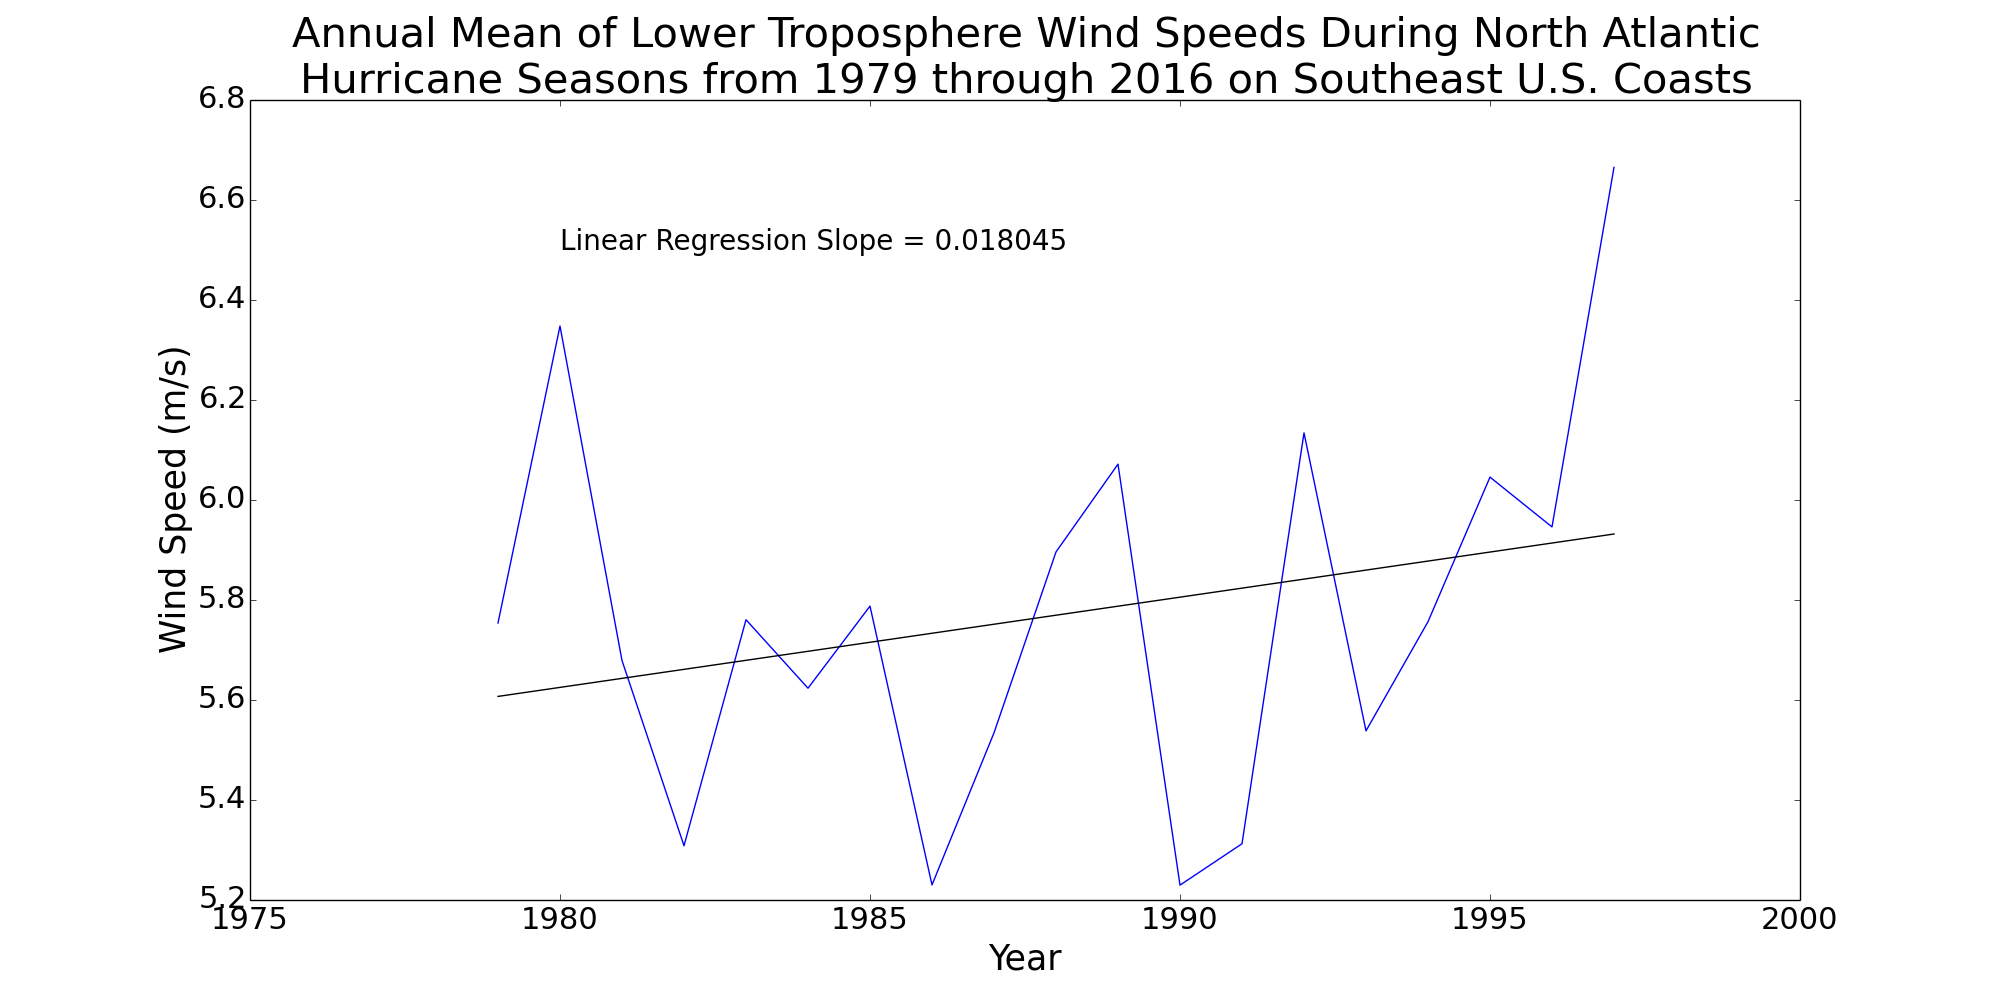 Annual Mean of Lower Troposphere Wind Speeds During North Atlantic
Hurricane Seasons from 1979 through 2016 on Southeast U.S. Coasts
6.8
6.6
Linear Regression Slope = 0.018045
6.4
6.2
Wind Speed (m/s)
6.0
5.8
5.6
5.4
5.2
1975 1980 1985 1990 1995 2000
Year